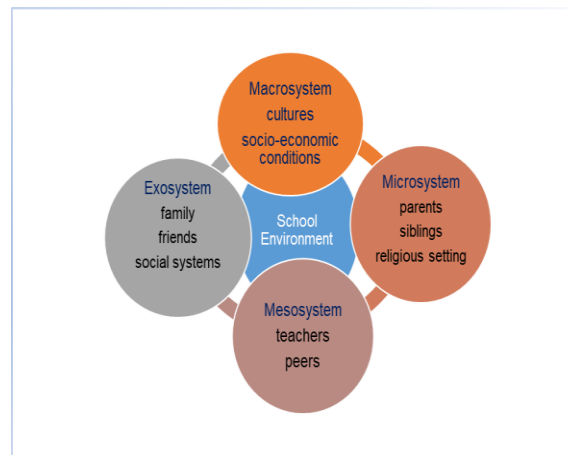 Macrosystem
cultures
socio-economic
conditions
Exosystem
family
friends
social systems
School
Environment
Microsystem
parents
siblings
religious setting
Mesosystem
teachers
peers